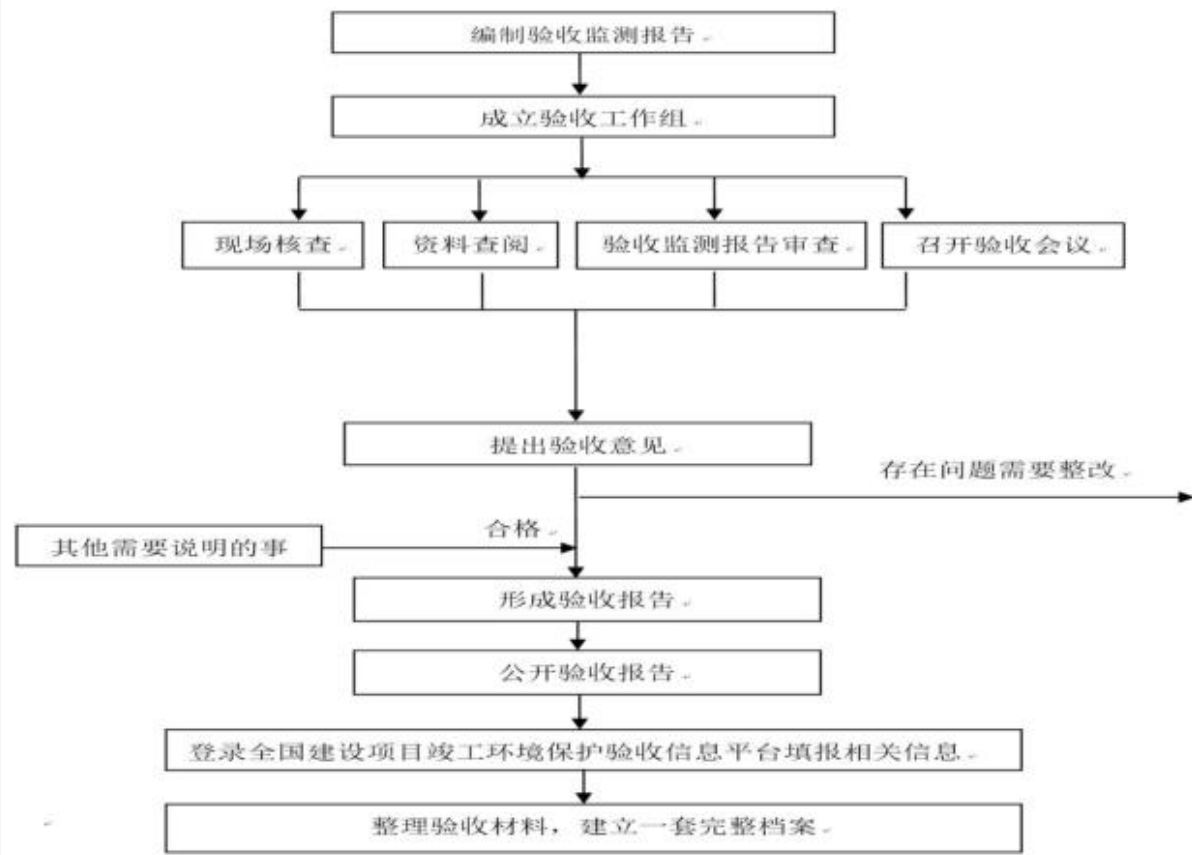 编制验收监测报告
成立验收工作组
现场核查
资料查阅
验收监测报告审查
召开验收会议
提出验收意见
存在问题需要整改
合格
其他需要说明的事
形成验收报告
公开验收报告
登录全国建设项目竣工环境保护验收信息平台填报相关信息
整理验收材料，建立一套完整档案